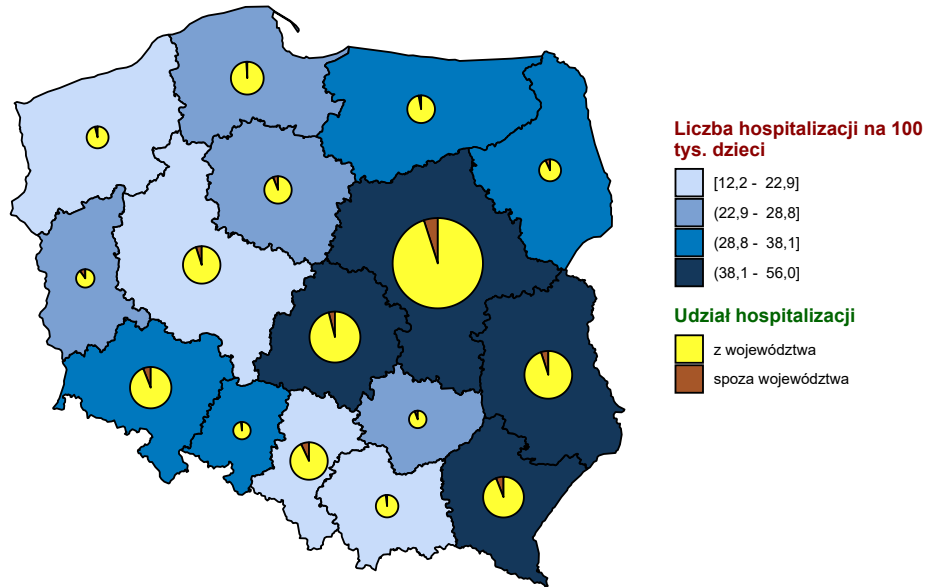 Liczba hospitalizacji na 100
tys. dzieci
[12,2 - 22,9]
(22,9 - 28,8]
(28,8 - 38,1]
(38,1 - 56,0]
Udział hospitalizacji
z województwa
spoza województwa